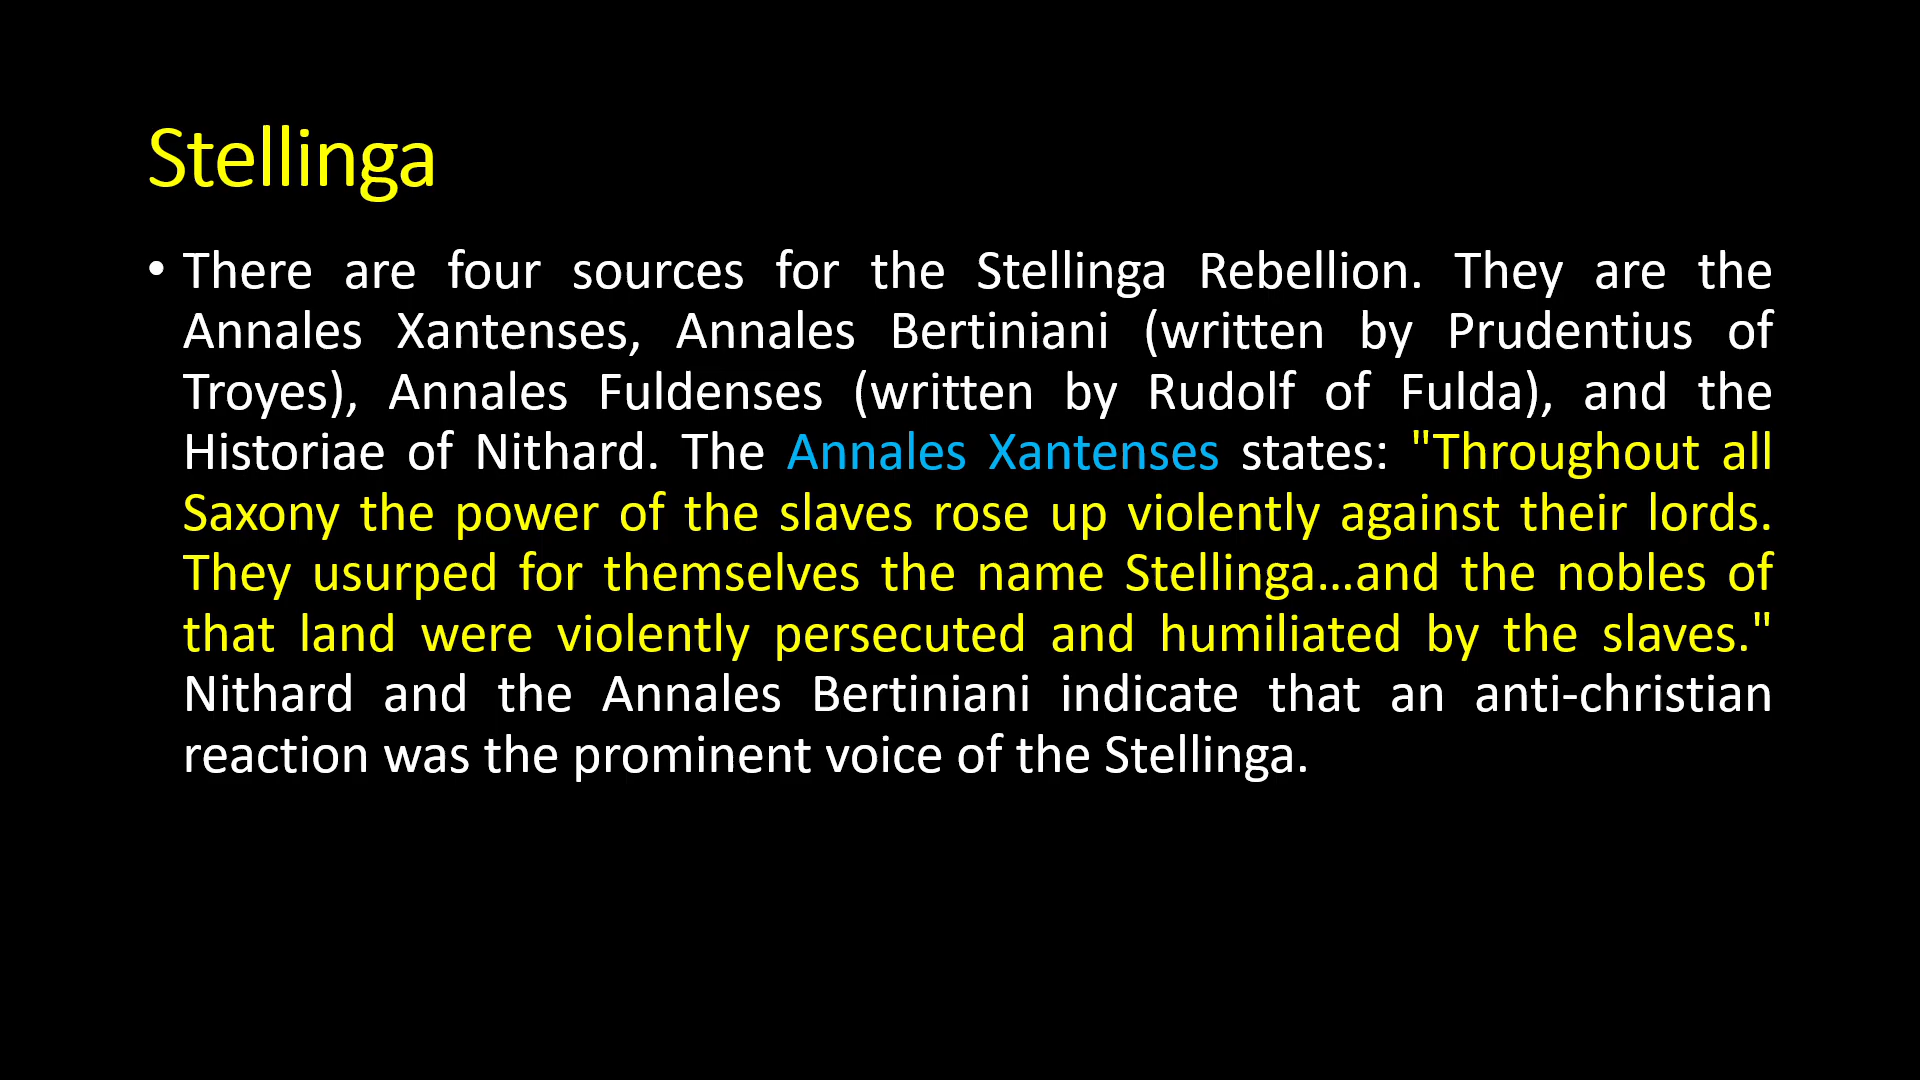 Stellinga
• There are four sources for the Stellinga Rebellion. They are the
Annales Xantenses, Annales Bertiniani (written by Prudentius of
Troyes), Annales Fuldenses (written by Rudolf of Fulda), and the
Historiae of Nithard. The Annales Xantenses states: "Throughout all
Saxony the power of the slaves rose up violently against their lords.
They usurped for themselves the name Stellinga...and the nobles of
that land were violently persecuted and humiliated by the slaves."
Nithard and the Annales Bertiniani indicate that an anti-christian
reaction was the prominent voice of the Stellinga.